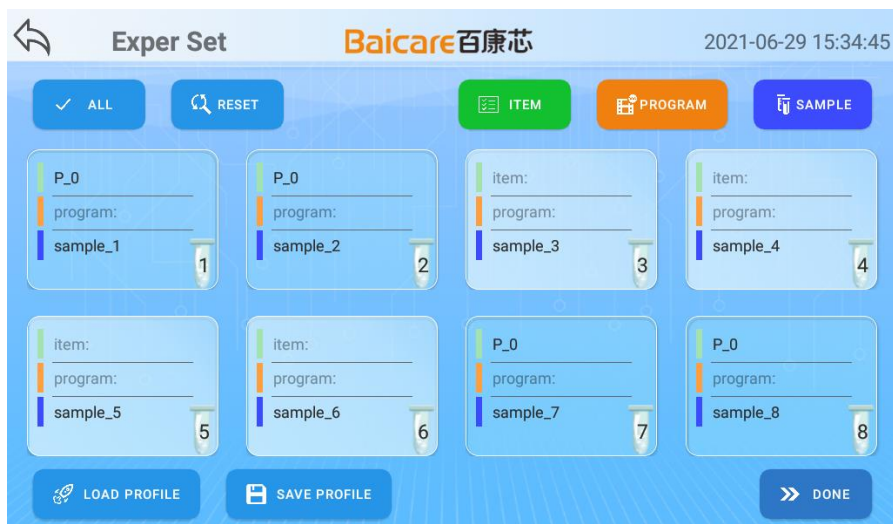 Exper Set
Baicare百康芯
2021-06-29 15:34:45
ALL
RESET
ITEM
PROGRAM
SAMPLE
P_0
program:
sample_1
1
P_0
program:
sample_2
2
item:
program:
sample_3
3
item:
program:
sample_4
4
item:
program:
sample_5
5
item:
program:
sample_6
6
P_0
program:
sample_7
7
P_0
program:
sample_8
8
LOAD PROFILE
SAVE PROFILE
DONE